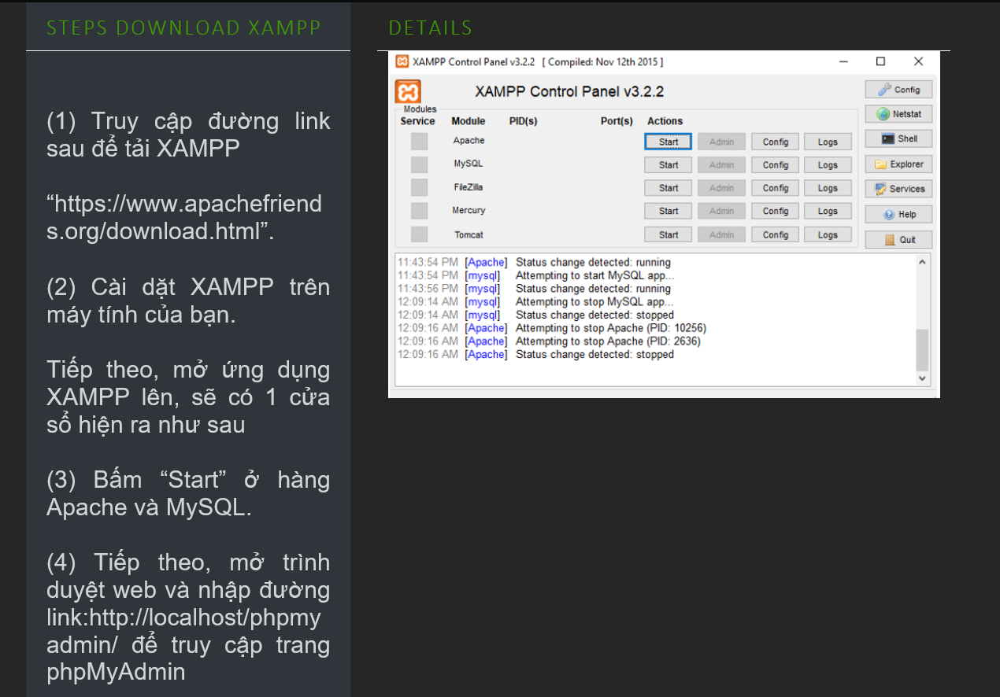 STEPS DOWNLOAD XAMPP
(1) Truy cập đường link
sau để tải XAMPP
“https://www.apachefriend
s.org/download.html”.
(2) Cài dặt XAMPP trên
máy tính của bạn.
Tiếp theo, mở ứng dụng
XAMPP lên, sẽ có 1 cửa
sổ hiện ra như sau
(3) Bấm “Start” ở hàng
Apache và MySQL.
(4) Tiếp theo, mở trình
duyệt web và nhập đường
link:http://localhost/phpmy
admin/ để truy cập trang
phpMyAdmin
DETAILS
XAMPP Control Panel v3.2.2 [ Compiled: Nov 12th 2015 ]
XAMPP Control Panel v3.2.2
Modules
Service Module PID(s) Port(s) Actions
Apache Start Admin Config Logs
MySQL Start Admin Config Logs
FileZilla Start Admin Config Logs
Mercury Start Admin Config Logs
Tomcat Start Admin Config Logs
Config
Netstat
Shell
Explorer
Services
Help
Quit
11:43:54 PM [Apache] Status change detected: running
11:43:54 PM [mysql] Attempting to start MySQL app...
11:43:56 PM [mysql] Status change detected: running
12:09:14 AM [mysql] Attempting to stop MySQL app...
12:09:14 AM [mysql] Status change detected: stopped
12:09:16 AM [Apache] Attempting to stop Apache (PID: 10256)
12:09:16 AM [Apache] Attempting to stop Apache (PID: 2636)
12:09:16 AM [Apache] Status change detected: stopped